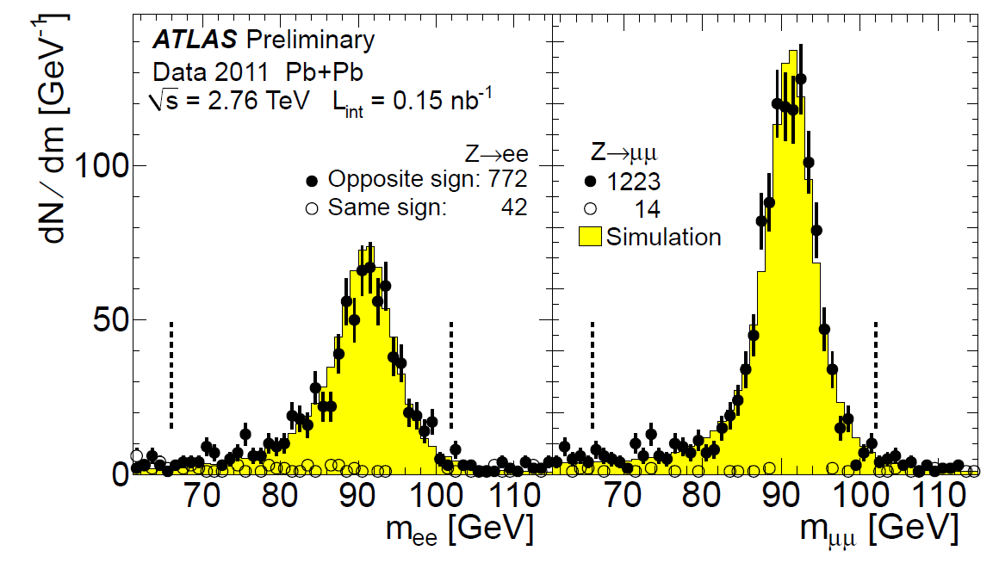 ATLAS Preliminary
Data 2011 Pb+Pb
√s = 2.76 TeV L_int = 0.15 nb⁻¹
Z→ee
Opposite sign: 772
Same sign: 42
Z→μμ
1223
14
Simulation
dN / dm [GeV⁻¹]
100
50
0
70 80 90 100 110
70 80 90 100 110
m_ee [GeV]
m_μμ [GeV]